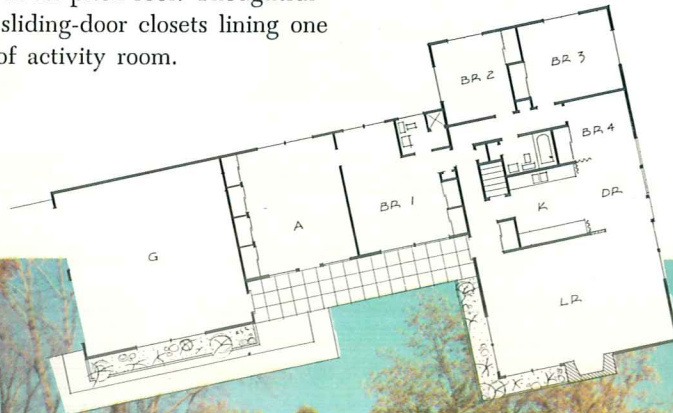 sliding-door closets lining one
of activity room.
BR 2
BR 3
BR 4
BR 1
A
G
K
DR
LR